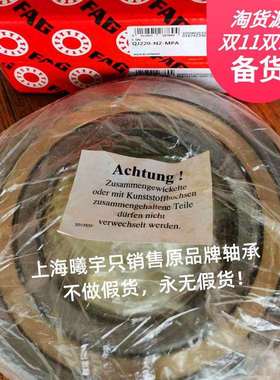 FAG
FAG
FAG
FAG
QJ220-N2-MPA
淘货源
双11双
备货
Achtung !
Zusammengewickelte
oder mit Kunststoffbuchsen
zusammengehaltene Teile
dürfen nicht
verwechselt werden.
上海曦宇只销售原品牌轴承
不做假货，永无假货！